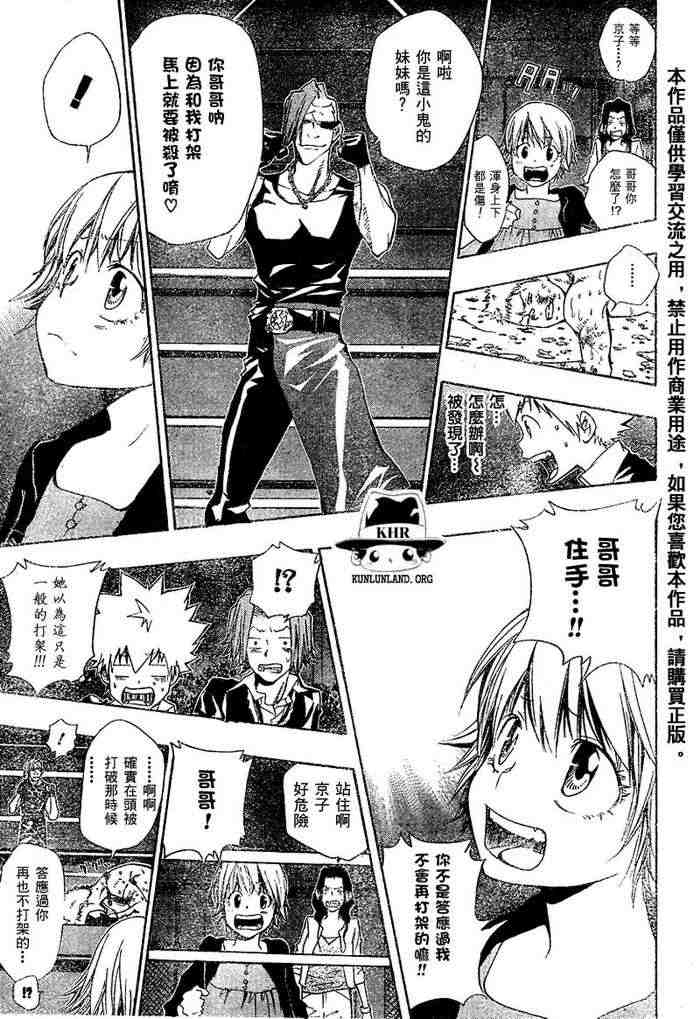 等等
京子…?
哥哥你
怎麼了!?
渾身上下
都是傷!
啊啦
你是這小鬼的
妹妹嗎?
你哥哥吶
因為和我打架
馬上就要被殺了唷♡
!
怎…
怎麼辦啊~
被發現了…
哥哥
住手…!!
你不是答應過我
不會再打架的嘛!!
!?
她以為這只是
一般的打架!!!
站住啊
京子
好危險
哥哥!
……啊啊
確實在頭被
打破那時候
……
!
答應過你
再也不打架的…
!?
KHR
KUNLUNLAND.ORG
本作品僅供學習交流之用，禁止用作商業用途，如果您喜歡本作品，請購買正版。